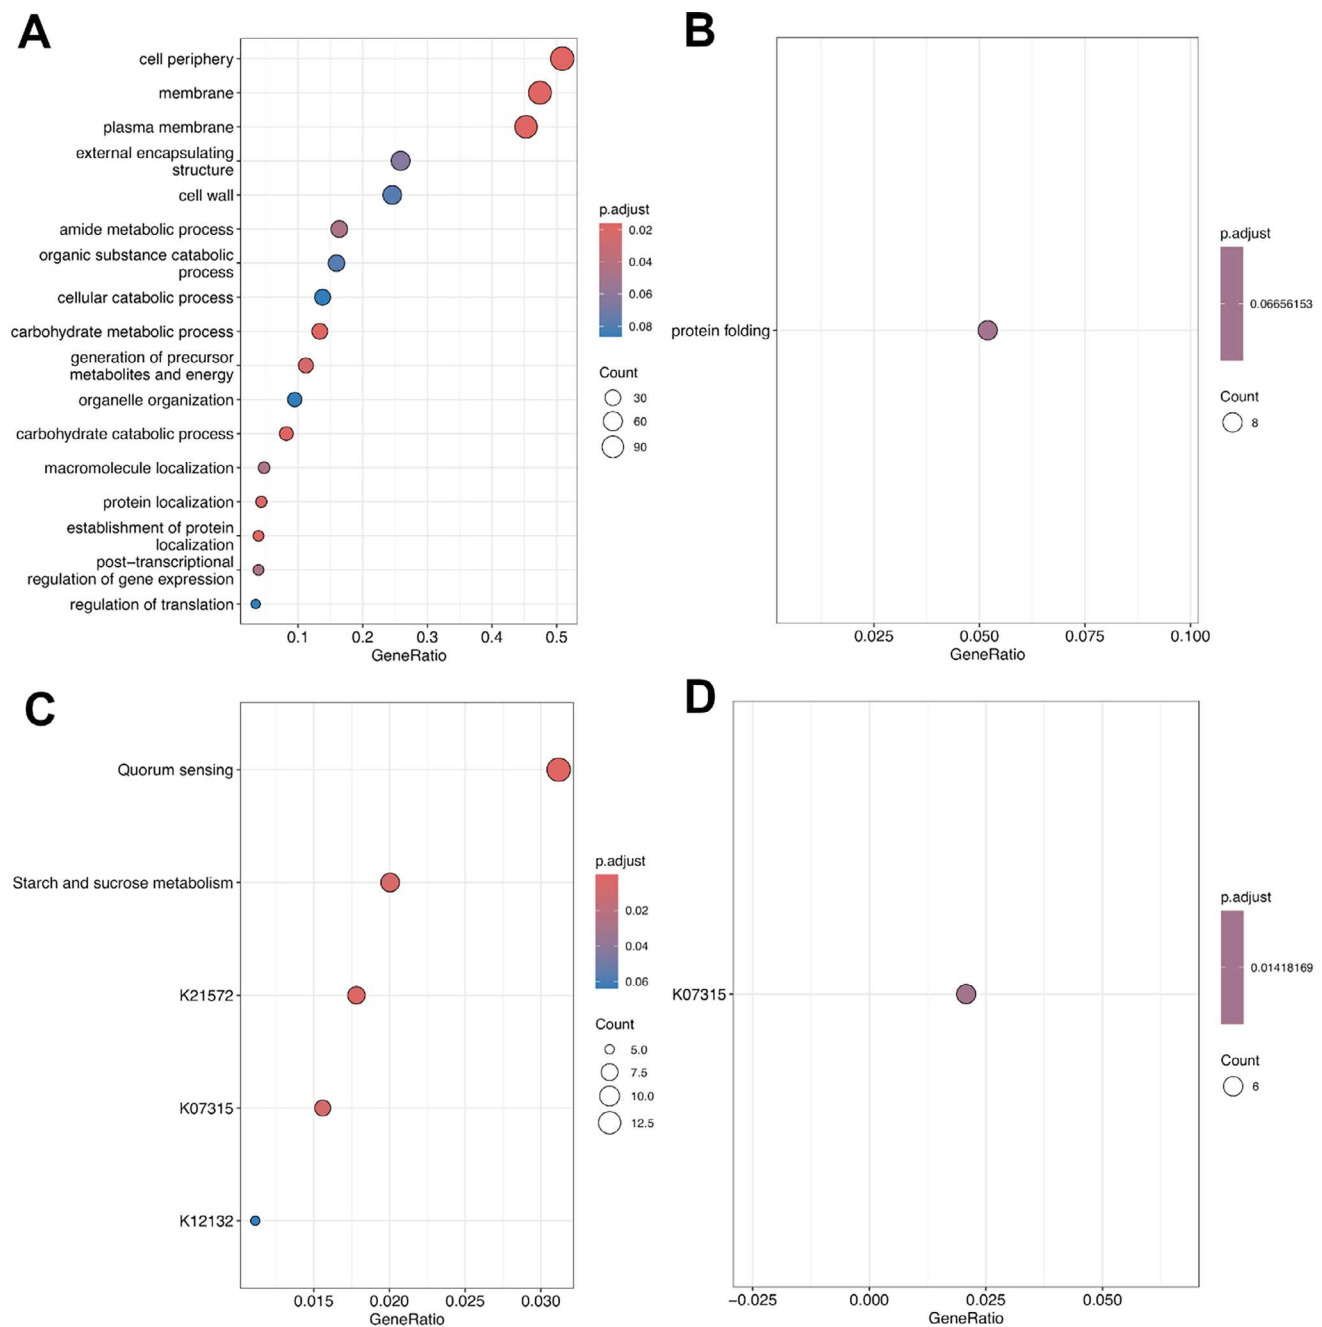 A
cell periphery
membrane
plasma membrane
external encapsulating
structure
cell wall
amide metabolic process
organic substance catabolic
process
cellular catabolic process
carbohydrate metabolic process
generation of precursor
metabolites and energy
organelle organization
carbohydrate catabolic process
macromolecule localization
protein localization
establishment of protein
localization
post−transcriptional
regulation of gene expression
regulation of translation
0.1 0.2 0.3 0.4 0.5
GeneRatio
p.adjust
0.02
0.04
0.06
0.08
Count
30
60
90
B
protein folding
0.025 0.050 0.075 0.100
GeneRatio
p.adjust
0.06656153
Count
8
C
Quorum sensing
Starch and sucrose metabolism
K21572
K07315
K12132
0.015 0.020 0.025 0.030
GeneRatio
p.adjust
0.02
0.04
0.06
Count
5.0
7.5
10.0
12.5
D
K07315
−0.025 0.000 0.025 0.050
GeneRatio
p.adjust
0.01418169
Count
6